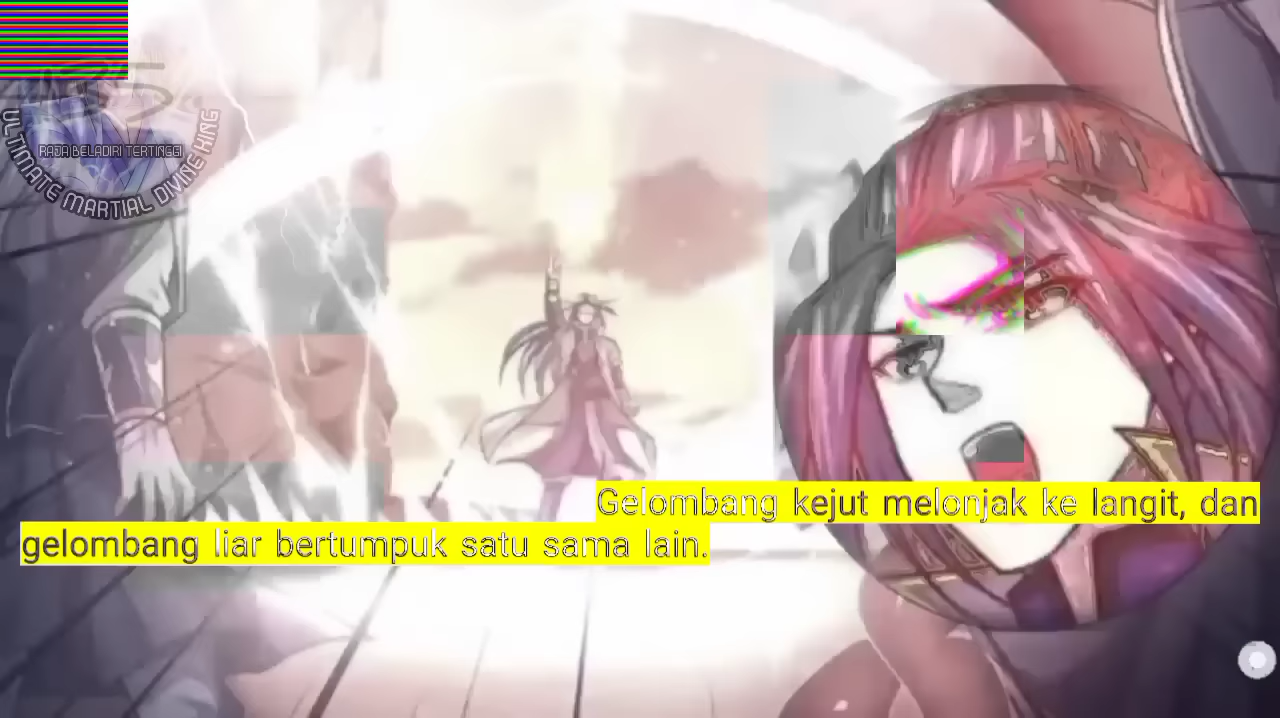 RAJA BELADIRI TERTINGGI
ULTIMATE MARTIAL DIVINE KING
Gelombang kejut melonjak ke langit, dan
gelombang liar bertumpuk satu sama lain.